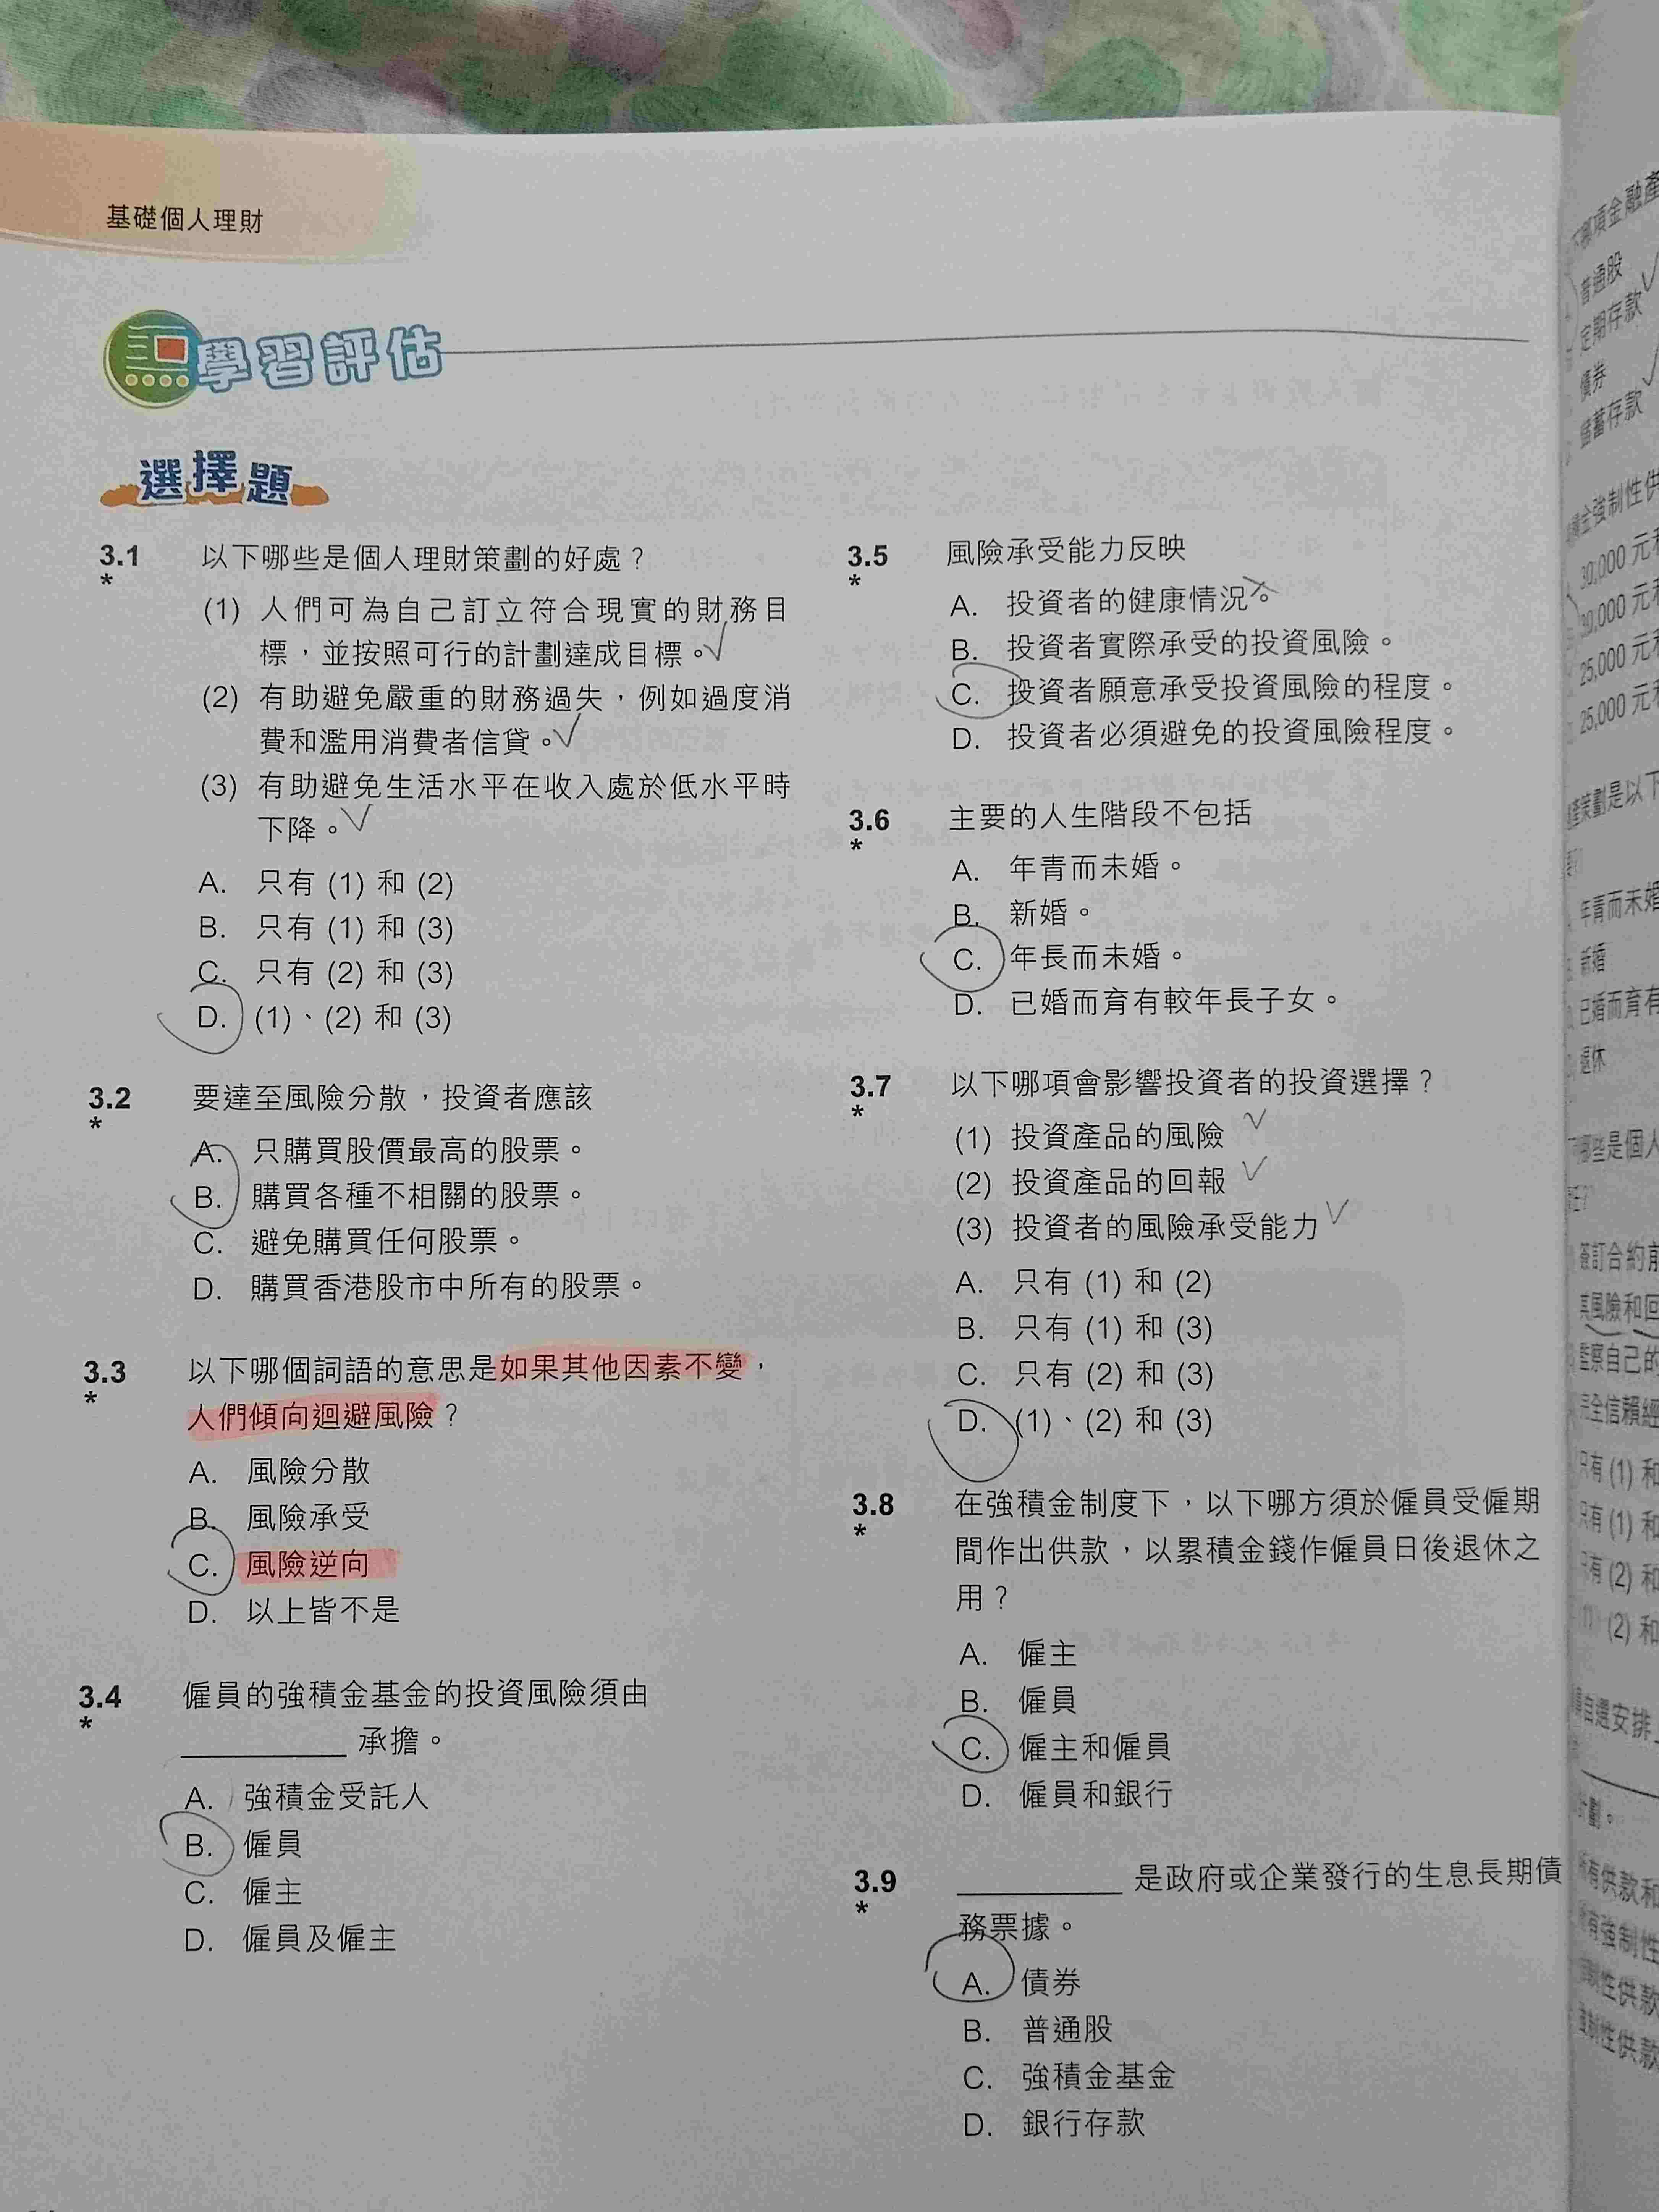 基礎個人理財
學習評估
選擇題
3.1 以下哪些是個人理財策劃的好處？
*
(1) 人們可為自己訂立符合現實的財務目
標，並按照可行的計劃達成目標。✓
(2) 有助避免嚴重的財務過失，例如過度消
費和濫用消費者信貸。✓
(3) 有助避免生活水平在收入處於低水平時
下降。✓
A. 只有 (1) 和 (2)
B. 只有 (1) 和 (3)
C. 只有 (2) 和 (3)
D. (1)、(2) 和 (3)
3.2 要達至風險分散，投資者應該
*
A. 只購買股價最高的股票。
B. 購買各種不相關的股票。
C. 避免購買任何股票。
D. 購買香港股市中所有的股票。
3.3 以下哪個詞語的意思是如果其他因素不變，
*
人們傾向迴避風險？
A. 風險分散
B. 風險承受
C. 風險逆向
D. 以上皆不是
3.4 僱員的強積金基金的投資風險須由
*
__________ 承擔。
A. 強積金受託人
B. 僱員
C. 僱主
D. 僱員及僱主
3.5 風險承受能力反映
*
A. 投資者的健康情況。
B. 投資者實際承受的投資風險。
C. 投資者願意承受投資風險的程度。
D. 投資者必須避免的投資風險程度。
3.6 主要的人生階段不包括
*
A. 年青而未婚。
B. 新婚。
C. 年長而未婚。
D. 已婚而育有較年長子女。
3.7 以下哪項會影響投資者的投資選擇？
*
(1) 投資產品的風險 ✓
(2) 投資產品的回報 ✓
(3) 投資者的風險承受能力 ✓
A. 只有 (1) 和 (2)
B. 只有 (1) 和 (3)
C. 只有 (2) 和 (3)
D. (1)、(2) 和 (3)
3.8 在強積金制度下，以下哪方須於僱員受僱期
*
間作出供款，以累積金錢作僱員日後退休之
用？
A. 僱主
B. 僱員
C. 僱主和僱員
D. 僱員和銀行
3.9 __________ 是政府或企業發行的生息長期債
*
務票據。
A. 債券
B. 普通股
C. 強積金基金
D. 銀行存款
哪項金融產
普通股
定期存款
債券
儲蓄存款
金強制性供
30,000 元
30,000 元
25,000 元
25,000 元
產策劃是以下
年青而未婚
新婚
已婚而育有
退休
哪些是個人
簽訂合約前
其風險和回
監察自己的
完全信賴經
只有 (1) 和
只有 (1) 和
只有 (2) 和
(2) 和
自選安排
計劃。
所有供款和
所有強制性
制性供款
制性供款